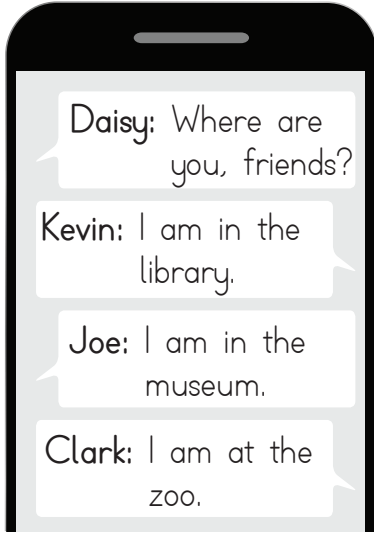 Daisy: Where are
you, friends?
Kevin: I am in the
library.
Joe: I am in the
museum.
Clark: I am at the
zoo.